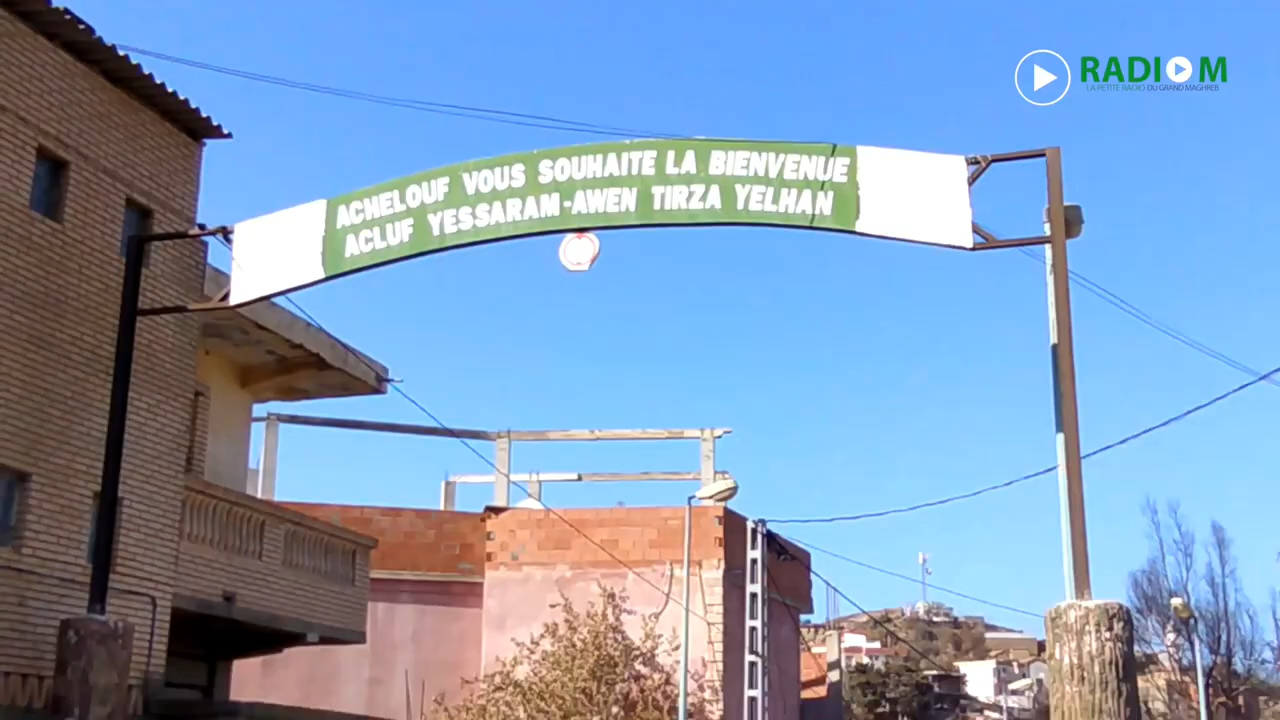 RADIOM
LA PETITE RADIO DU GRAND MAGHREB
ACHELOUF VOUS SOUHAITE LA BIENVENUE
ACLUF YESSARAM-AWEN TIRZA YELHAN